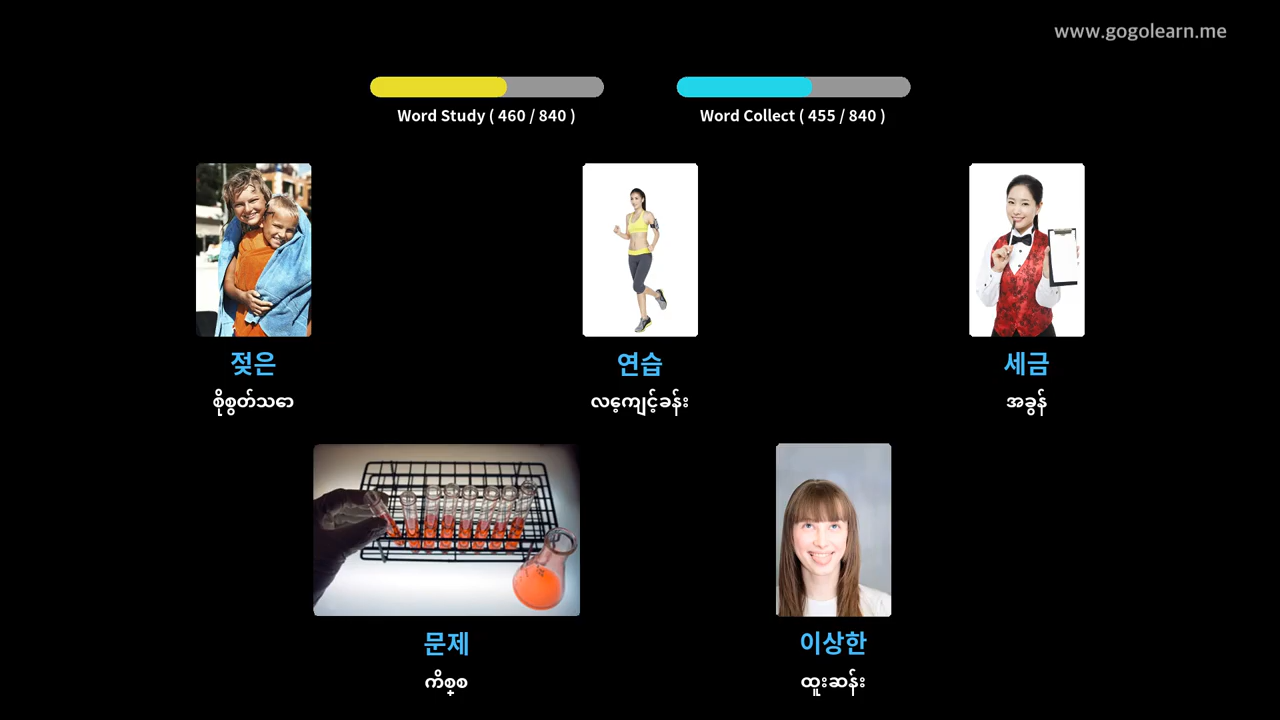 www.gogolearn.me
Word Study ( 460 / 840 )
Word Collect ( 455 / 840 )
젖은
စိုစွတ်သော
연습
လေ့ကျင့်ခန်း
세금
အခွန်
문제
ကိစ္စ
이상한
ထူးဆန်း